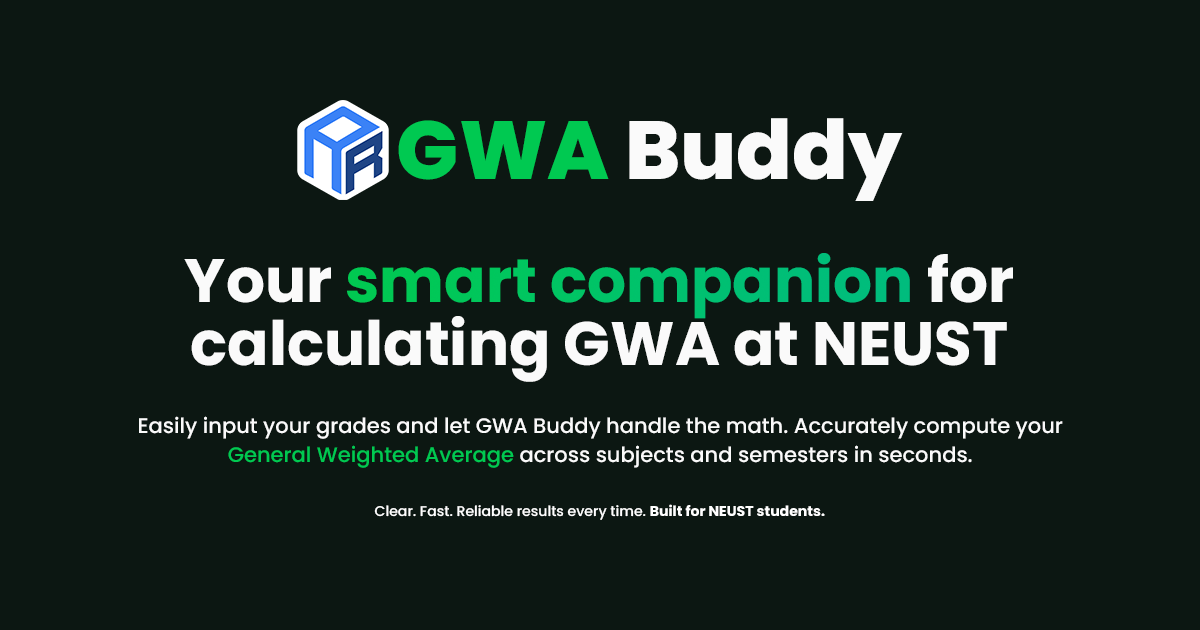 GWA Buddy
Your smart companion for
calculating GWA at NEUST
Easily input your grades and let GWA Buddy handle the math. Accurately compute your
General Weighted Average across subjects and semesters in seconds.
Clear. Fast. Reliable results every time. Built for NEUST students.